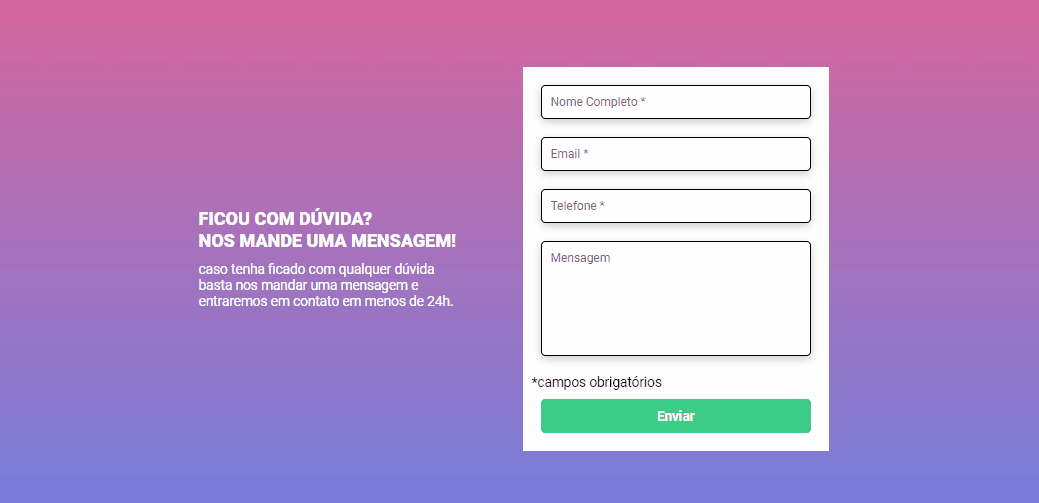 FICOU COM DÚVIDA?
NOS MANDE UMA MENSAGEM!
caso tenha ficado com qualquer dúvida
basta nos mandar uma mensagem e
entraremos em contato em menos de 24h.
Nome Completo *
Email *
Telefone *
Mensagem
*campos obrigatórios
Enviar